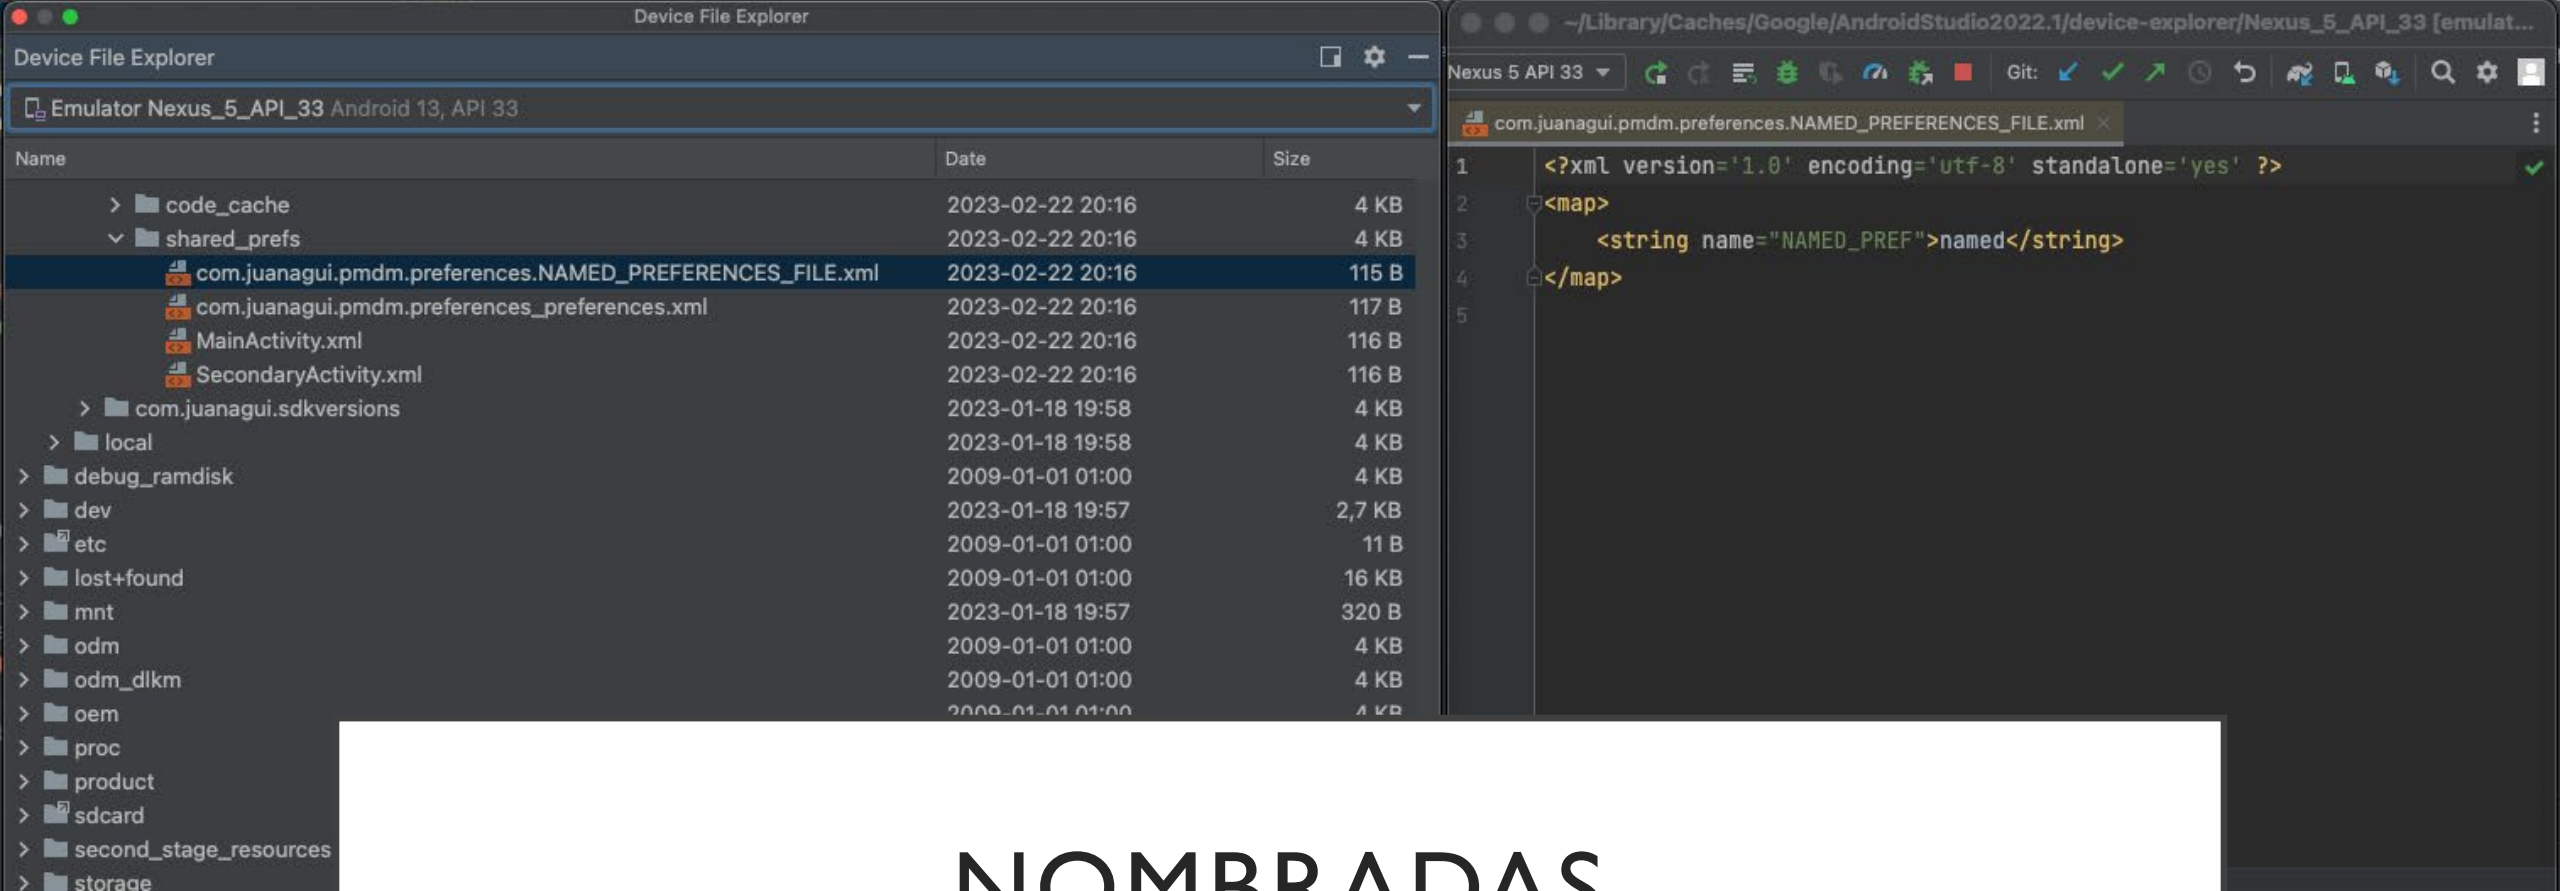 Device File Explorer
Device File Explorer
Emulator Nexus_5_API_33 Android 13, API 33
Name Date Size
code_cache 2023-02-22 20:16 4 KB
shared_prefs 2023-02-22 20:16 4 KB
com.juanagui.pmdm.preferences.NAMED_PREFERENCES_FILE.xml 2023-02-22 20:16 115 B
com.juanagui.pmdm.preferences_preferences.xml 2023-02-22 20:16 117 B
MainActivity.xml 2023-02-22 20:16 116 B
SecondaryActivity.xml 2023-02-22 20:16 116 B
com.juanagui.sdkversions 2023-01-18 19:58 4 KB
local 2023-01-18 19:58 4 KB
debug_ramdisk 2009-01-01 01:00 4 KB
dev 2023-01-18 19:57 2,7 KB
etc 2009-01-01 01:00 11 B
lost+found 2009-01-01 01:00 16 KB
mnt 2023-01-18 19:57 320 B
odm 2009-01-01 01:00 4 KB
odm_dlkm 2009-01-01 01:00 4 KB
oem 2009-01-01 01:00 4 KB
proc
product
sdcard
second_stage_resources
storage
~/Library/Caches/Google/AndroidStudio2022.1/device-explorer/Nexus_5_API_33 [emulat...
Nexus 5 API 33 Git:
com.juanagui.pmdm.preferences.NAMED_PREFERENCES_FILE.xml
1 <?xml version='1.0' encoding='utf-8' standalone='yes' ?>
2 <map>
3 <string name="NAMED_PREF">named</string>
4 </map>
5
NOMBRADAS